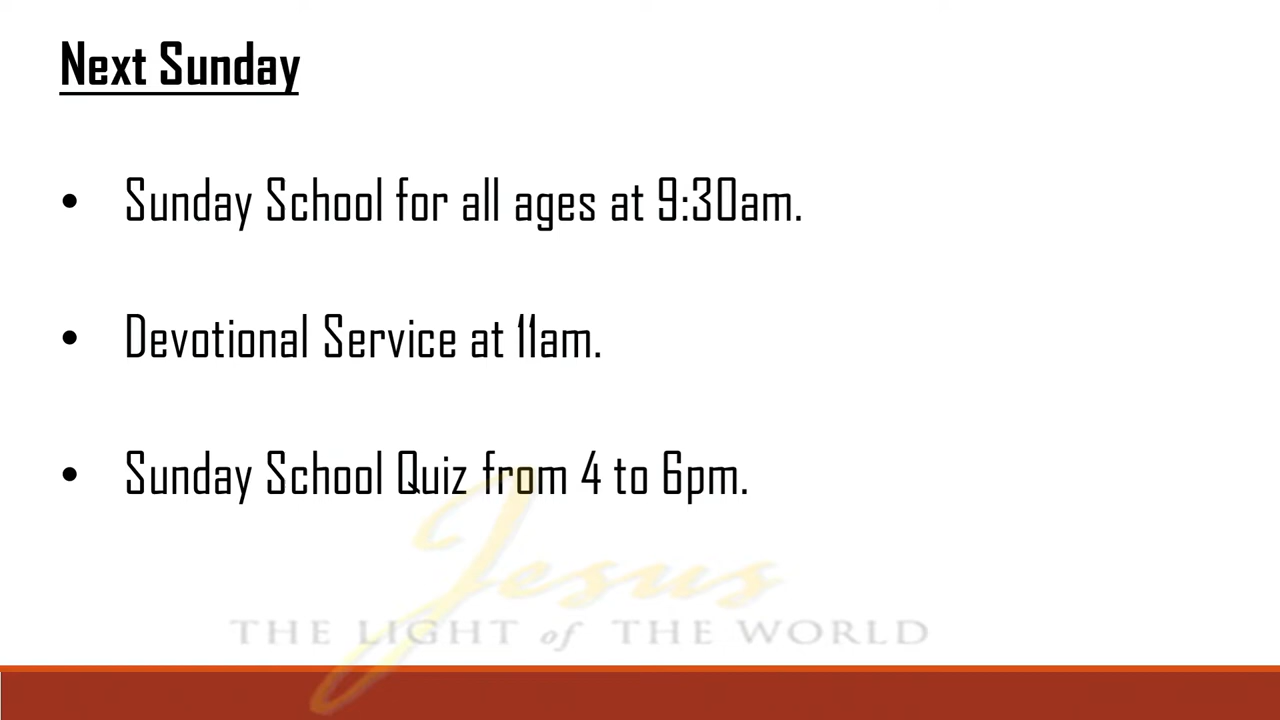 Next Sunday
• Sunday School for all ages at 9:30am.
• Devotional Service at 11am.
• Sunday School Quiz from 4 to 6pm.
Jesus
THE LIGHT of THE WORLD